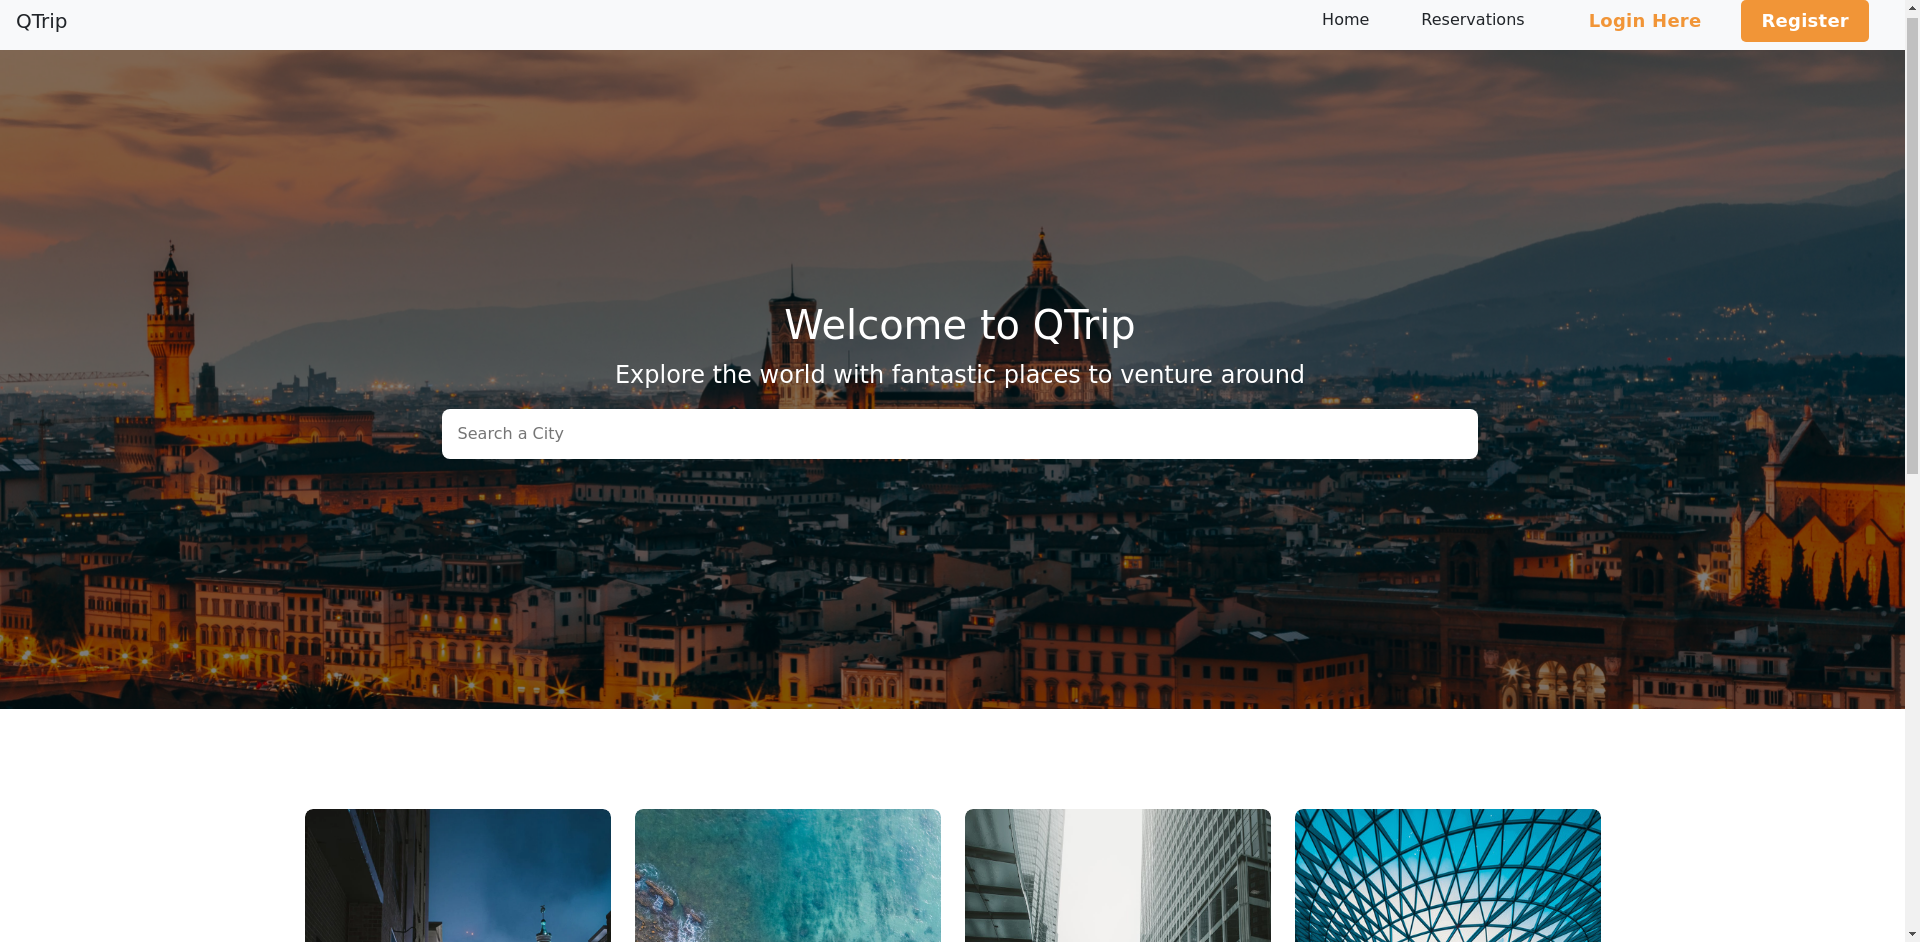 QTrip
Home
Reservations
Login Here
Register
Welcome to QTrip
Explore the world with fantastic places to venture around
Search a City